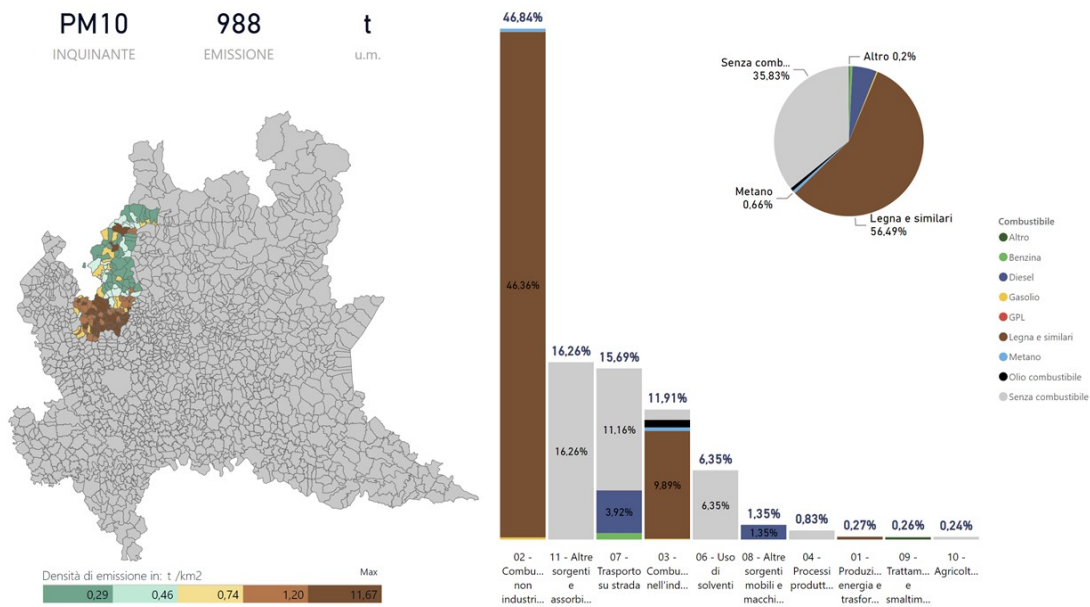 PM10
988
t
INQUINANTE
EMISSIONE
u.m.
46,84%
46,36%
16,26%
16,26%
15,69%
11,16%
3,92%
11,91%
9,89%
6,35%
6,35%
1,35%
1,35%
0,83%
0,27%
0,26%
0,24%
02 -
Combu...
non
industri...
11 - Altre
sorgenti
e
assorbi...
07 -
Trasporto
su strada
03 -
Combu...
nell'ind...
06 - Uso
di
solventi
08 - Altre
sorgenti
mobili e
macchi...
04 -
Processi
produtt...
01 -
Produzi...
energia e
trasfor...
09 -
Trattam...
e
smaltim...
10 -
Agricolt...
Altro 0,2%
Senza comb...
35,83%
Metano
0,66%
Legna e similari
56,49%
Combustibile
Altro
Benzina
Diesel
Gasolio
GPL
Legna e similari
Metano
Olio combustibile
Senza combustibile
Densità di emissione in: t /km2
Max
0,29
0,46
0,74
1,20
11,67